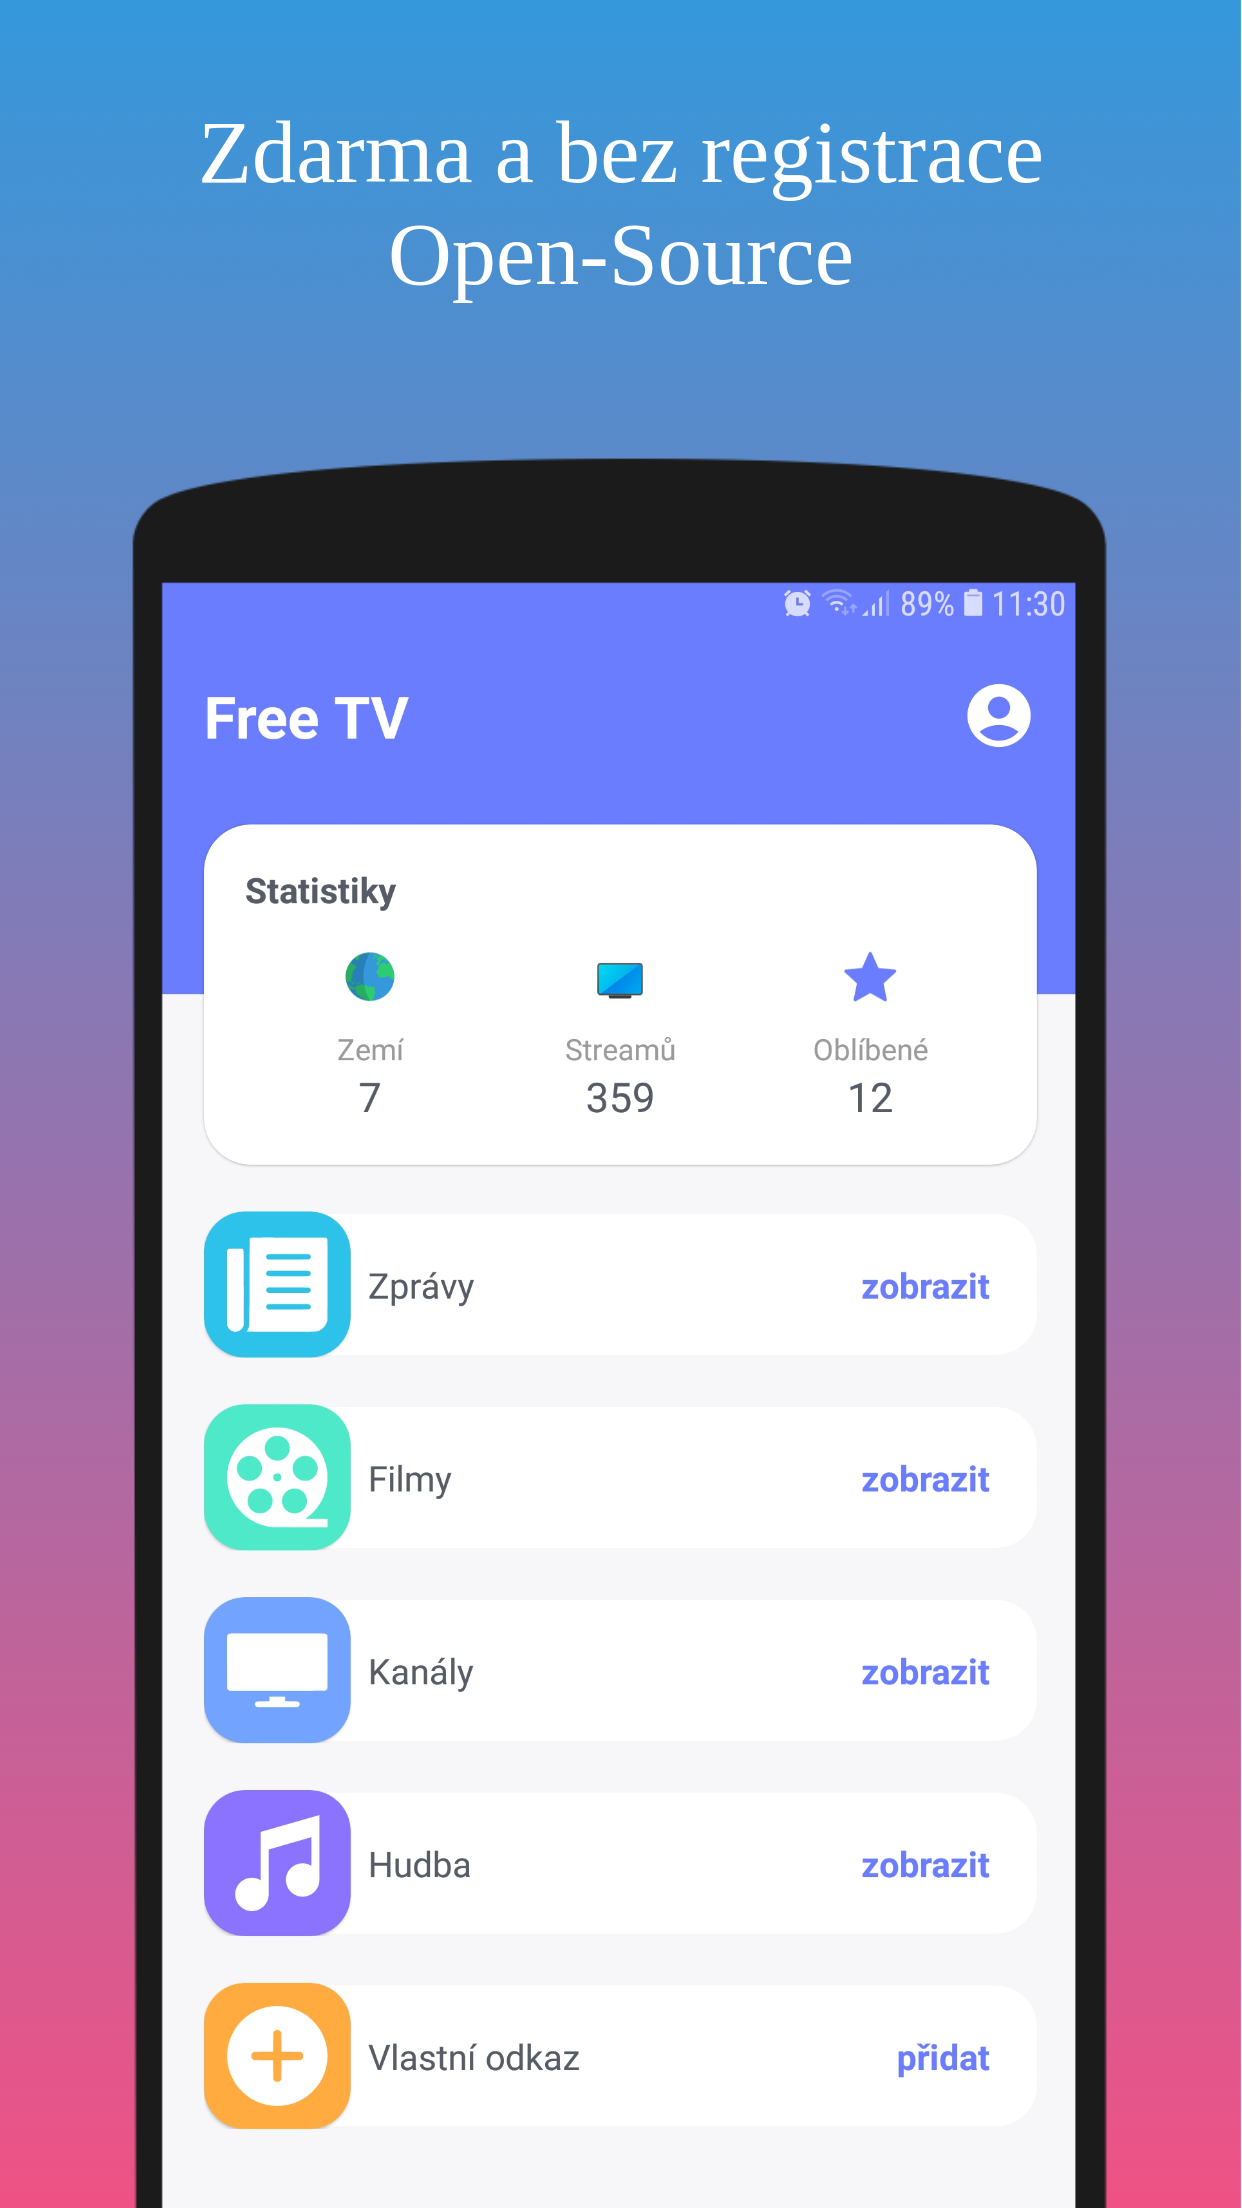 Zdarma a bez registrace
Open-Source
89% 11:30
Free TV
Statistiky
Zemí Streamů Oblíbené
7 359 12
Zprávy zobrazit
Filmy zobrazit
Kanály zobrazit
Hudba zobrazit
Vlastní odkaz přidat